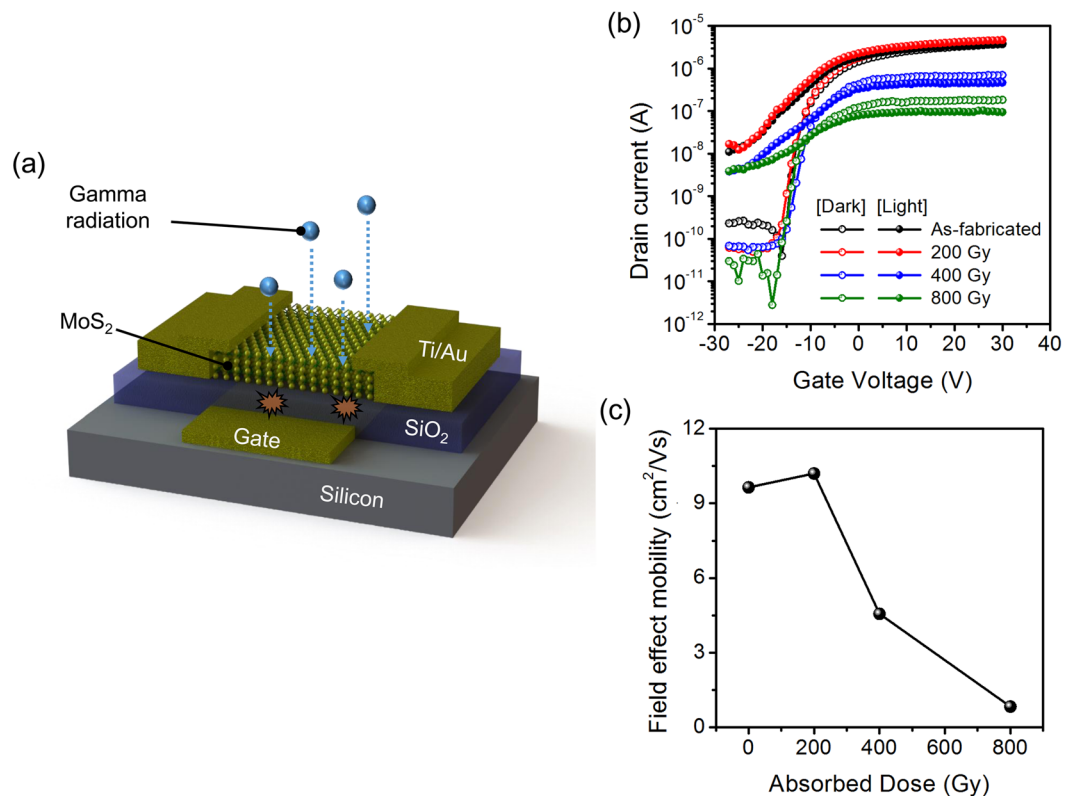 (a)
Gamma
radiation
MoS₂
Ti/Au
SiO₂
Gate
Silicon
(b)
Drain current (A)
10⁻⁵
10⁻⁶
10⁻⁷
10⁻⁸
10⁻⁹
10⁻¹⁰
10⁻¹¹
10⁻¹²
[Dark] [Light]
As-fabricated
200 Gy
400 Gy
800 Gy
-30 -20 -10 0 10 20 30 40
Gate Voltage (V)
(c)
Field effect mobility (cm²/Vs)
12
9
6
3
0
0 200 400 600 800
Absorbed Dose (Gy)